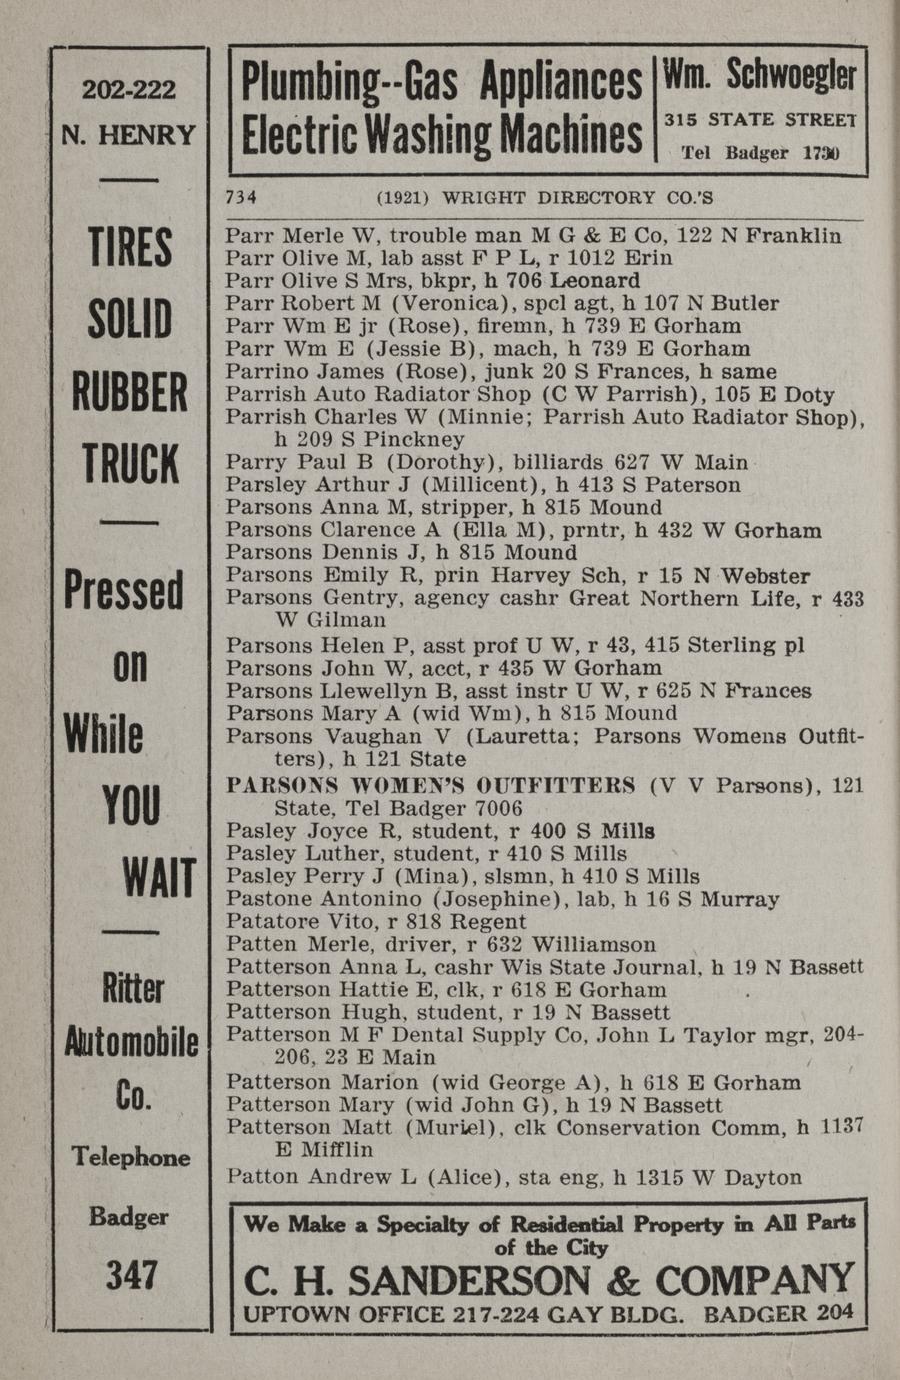 202-222
N. HENRY
TIRES
SOLID
RUBBER
TRUCK
Pressed
on
While
YOU
WAIT
Ritter
Automobile
Co.
Telephone
Badger
347
Plumbing--Gas Appliances
Electric Washing Machines
Wm. Schwoegler
315 STATE STREET
Tel Badger 1730
734 (1921) WRIGHT DIRECTORY CO.'S
Parr Merle W, trouble man M G & E Co, 122 N Franklin
Parr Olive M, lab asst F P L, r 1012 Erin
Parr Olive S Mrs, bkpr, h 706 Leonard
Parr Robert M (Veronica), spcl agt, h 107 N Butler
Parr Wm E jr (Rose), firemn, h 739 E Gorham
Parr Wm E (Jessie B), mach, h 739 E Gorham
Parrino James (Rose), junk 20 S Frances, h same
Parrish Auto Radiator Shop (C W Parrish), 105 E Doty
Parrish Charles W (Minnie; Parrish Auto Radiator Shop),
h 209 S Pinckney
Parry Paul B (Dorothy), billiards 627 W Main
Parsley Arthur J (Millicent), h 413 S Paterson
Parsons Anna M, stripper, h 815 Mound
Parsons Clarence A (Ella M), prntr, h 432 W Gorham
Parsons Dennis J, h 815 Mound
Parsons Emily R, prin Harvey Sch, r 15 N Webster
Parsons Gentry, agency cashr Great Northern Life, r 433
W Gilman
Parsons Helen P, asst prof U W, r 43, 415 Sterling pl
Parsons John W, acct, r 435 W Gorham
Parsons Llewellyn B, asst instr U W, r 625 N Frances
Parsons Mary A (wid Wm), h 815 Mound
Parsons Vaughan V (Lauretta; Parsons Womens Outfit-
ters), h 121 State
PARSONS WOMEN'S OUTFITTERS (V V Parsons), 121
State, Tel Badger 7006
Pasley Joyce R, student, r 400 S Mills
Pasley Luther, student, r 410 S Mills
Pasley Perry J (Mina), slsmn, h 410 S Mills
Pastone Antonino (Josephine), lab, h 16 S Murray
Patatore Vito, r 818 Regent
Patten Merle, driver, r 632 Williamson
Patterson Anna L, cashr Wis State Journal, h 19 N Bassett
Patterson Hattie E, clk, r 618 E Gorham
Patterson Hugh, student, r 19 N Bassett
Patterson M F Dental Supply Co, John L Taylor mgr, 204-
206, 23 E Main
Patterson Marion (wid George A), h 618 E Gorham
Patterson Mary (wid John G), h 19 N Bassett
Patterson Matt (Muriel), clk Conservation Comm, h 1137
E Mifflin
Patton Andrew L (Alice), sta eng, h 1315 W Dayton
We Make a Specialty of Residential Property in All Parts
of the City
C. H. SANDERSON & COMPANY
UPTOWN OFFICE 217-224 GAY BLDG. BADGER 204